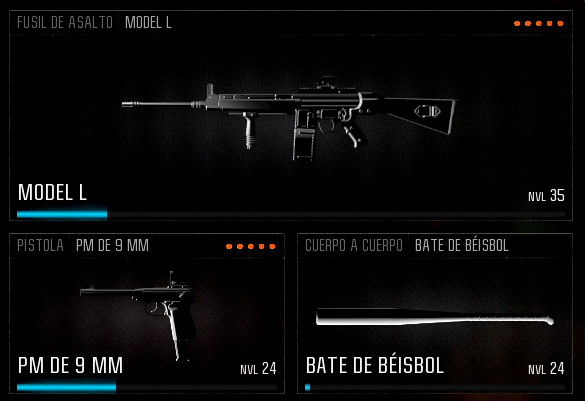 FUSIL DE ASALTO MODEL L
MODEL L
NVL 35
PISTOLA PM DE 9 MM
PM DE 9 MM
NVL 24
CUERPO A CUERPO BATE DE BÉISBOL
BATE DE BÉISBOL
NVL 24